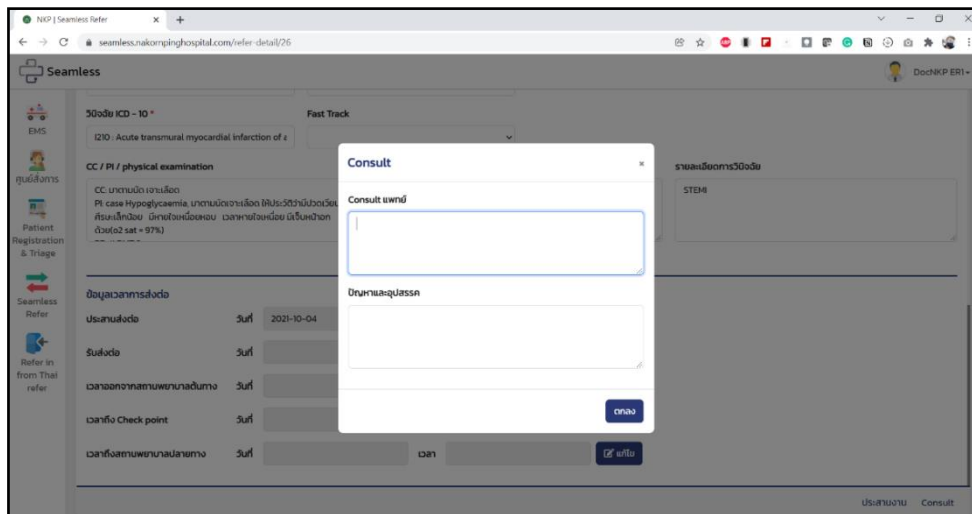 NKP | Seamless Refer
seamless.nakornpinghospital.com/refer-detail/26
Seamless
DocNKP ER1
EMS
ศูนย์สั่งการ
Patient
Registration
& Triage
Seamless
Refer
Refer in
from Thai
refer
วินิจฉัย ICD - 10 *
Fast Track
I210 : Acute transmural myocardial infarction of a
CC / PI / physical examination
รายละเอียดการวินิจฉัย
CC: มาตามนัด เจาะเลือด
PI: case Hypoglycaemia, มาตามนัดเจาะเลือด ให้ประวัติว่ามีปวดเวียน
ศีรษะเล็กน้อย มีหายใจเหนื่อยหอบ เวลาหายใจเหนื่อย มีเจ็บหน้าอก
ด้วย(o2 sat = 97%)
STEMI
Consult
×
Consult แพทย์
ปัญหาและอุปสรรค
ตกลง
ข้อมูลเวลาการส่งต่อ
ประสานส่งต่อ วันที่ 2021-10-04
รับส่งต่อ วันที่
เวลาออกจากสถานพยาบาลต้นทาง วันที่
เวลาถึง Check point วันที่
เวลาถึงสถานพยาบาลปลายทาง วันที่ เวลา แก้ไข
ประสานงาน Consult